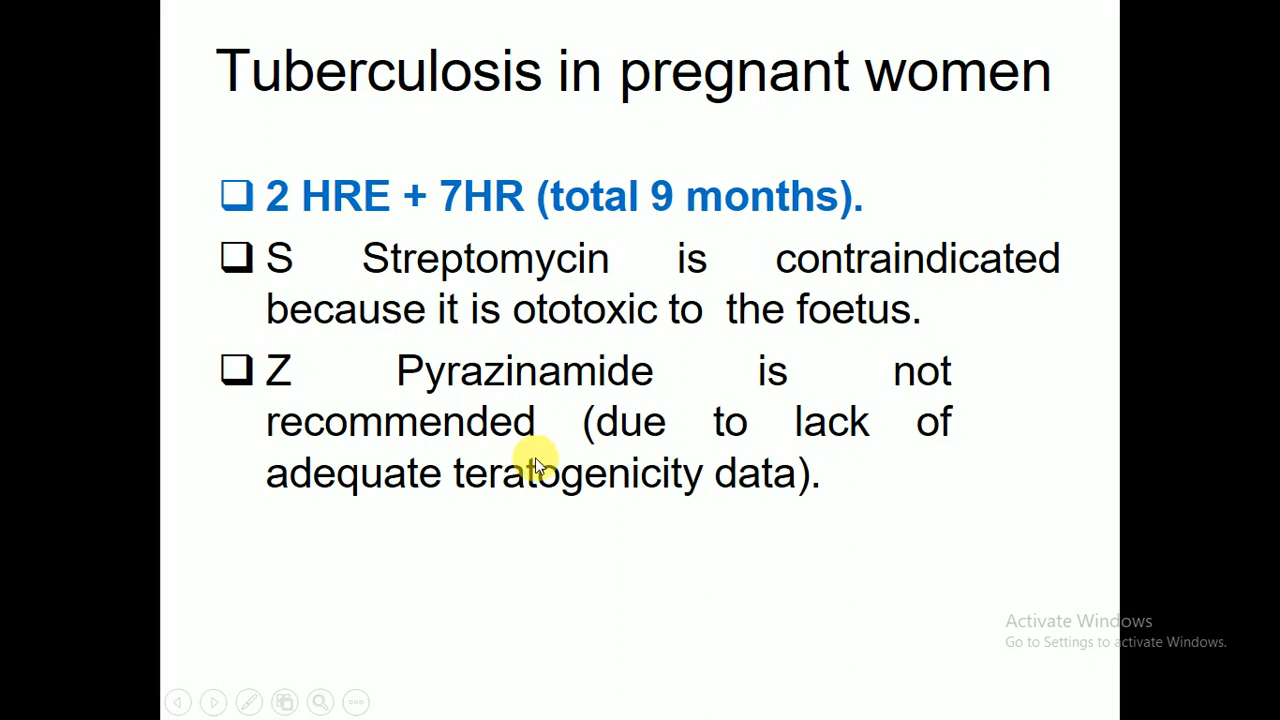 Tuberculosis in pregnant women
2 HRE + 7HR (total 9 months).
S Streptomycin is contraindicated
because it is ototoxic to the foetus.
Z Pyrazinamide is not
recommended (due to lack of
adequate teratogenicity data).
Activate Windows
Go to Settings to activate Windows.